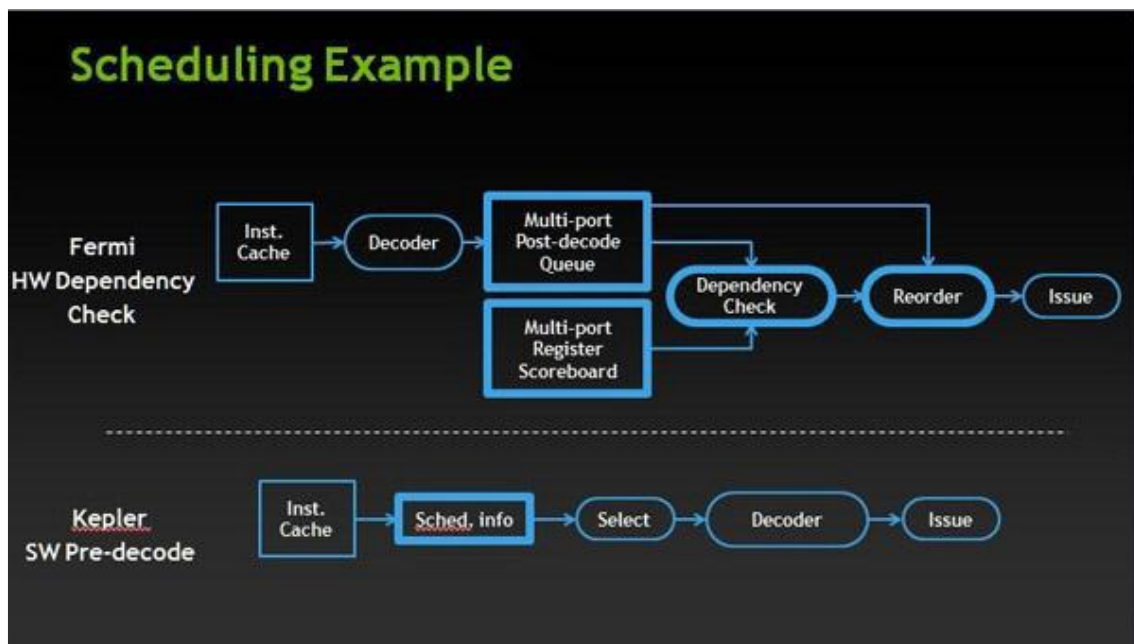 Scheduling Example
Fermi
HW Dependency
Check
Inst.
Cache
Decoder
Multi-port
Post-decode
Queue
Multi-port
Register
Scoreboard
Dependency
Check
Reorder
Issue
Kepler
SW Pre-decode
Inst.
Cache
Sched, info
Select
Decoder
Issue